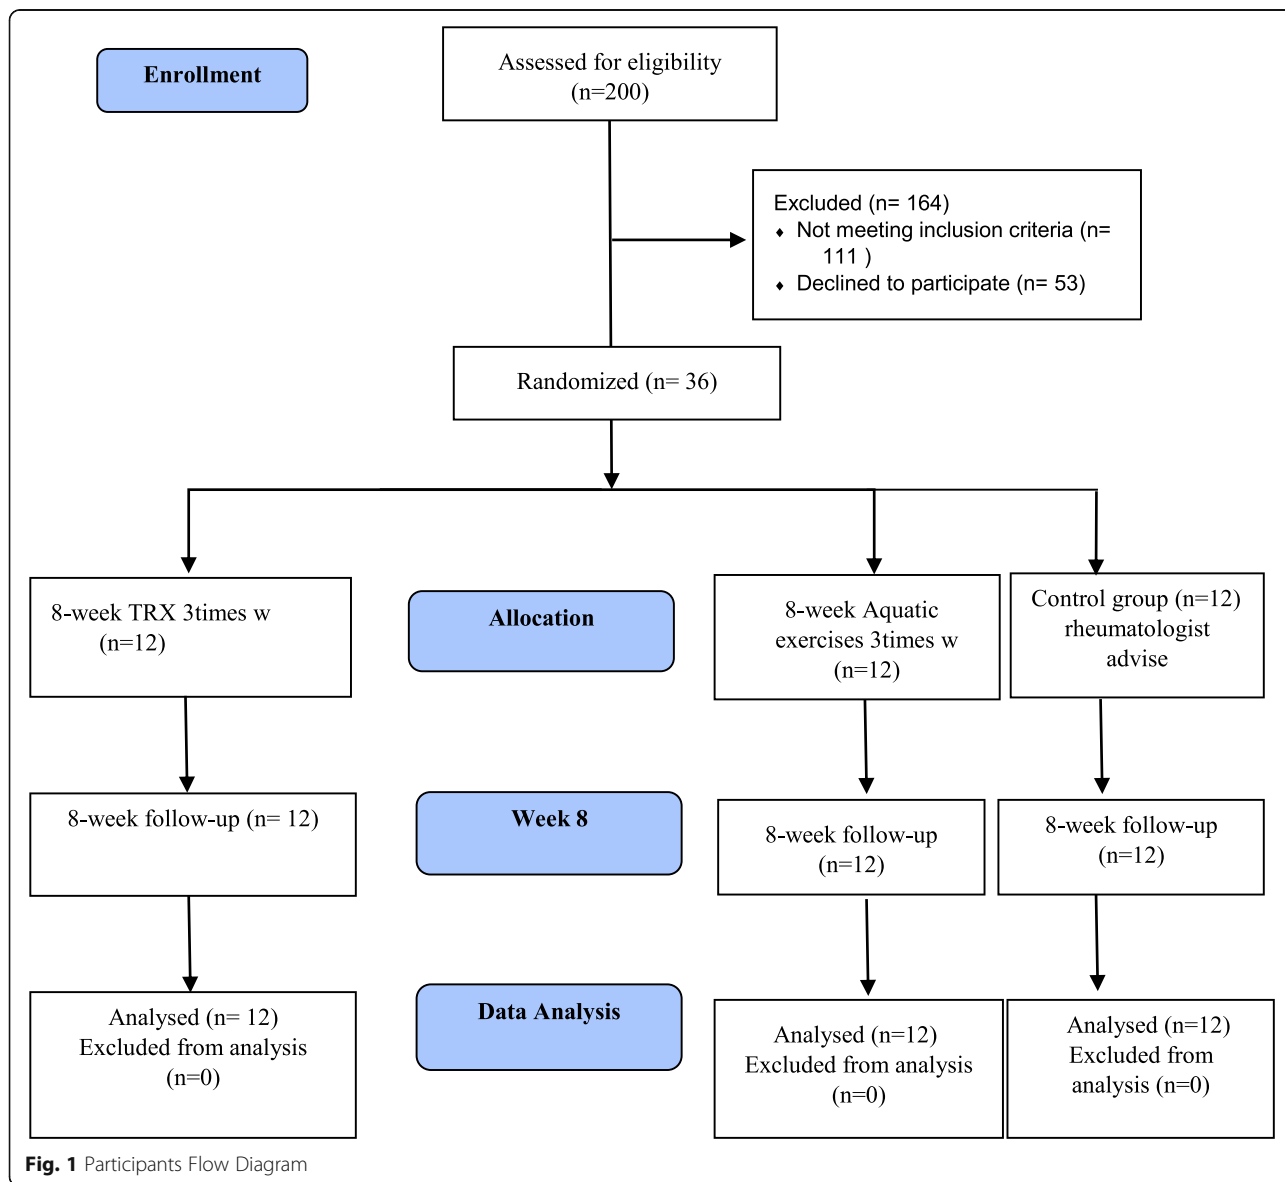 Enrollment
Assessed for eligibility
(n=200)
Excluded (n= 164)
♦ Not meeting inclusion criteria (n=
111 )
♦ Declined to participate (n= 53)
Randomized (n= 36)
8-week TRX 3times w
(n=12)
Allocation
8-week Aquatic
exercises 3times w
(n=12)
Control group (n=12)
rheumatologist
advise
8-week follow-up (n= 12)
Week 8
8-week follow-up
(n=12)
8-week follow-up
(n=12)
Analysed (n= 12)
Excluded from analysis
(n=0)
Data Analysis
Analysed (n=12)
Excluded from analysis
(n=0)
Analysed (n=12)
Excluded from
analysis (n=0)
Fig. 1 Participants Flow Diagram